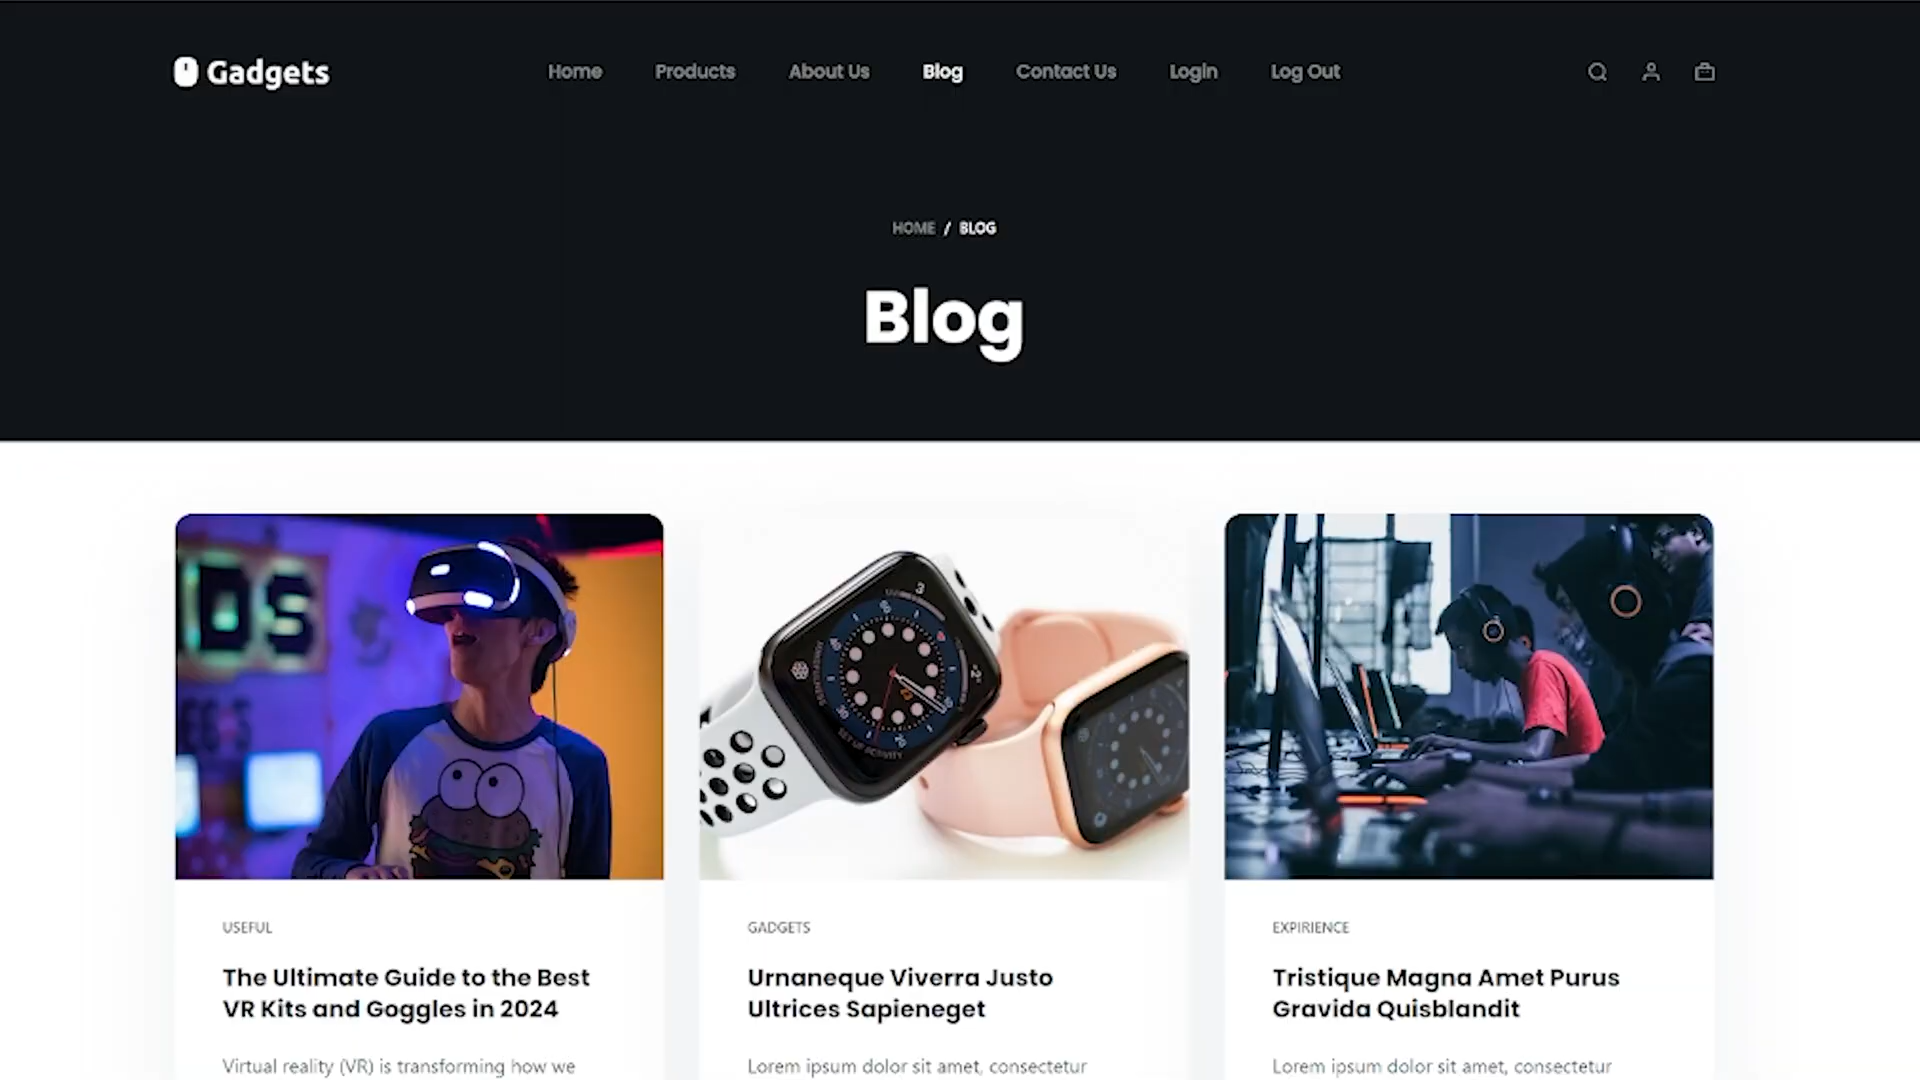 Gadgets
Home Products About Us Blog Contact Us Login Log Out
HOME / BLOG
Blog
DS
USEFUL
The Ultimate Guide to the Best
VR Kits and Goggles in 2024
Virtual reality (VR) is transforming how we
GADGETS
Urnaneque Viverra Justo
Ultrices Sapieneget
Lorem ipsum dolor sit amet, consectetur
EXPIRIENCE
Tristique Magna Amet Purus
Gravida Quisblandit
Lorem ipsum dolor sit amet, consectetur